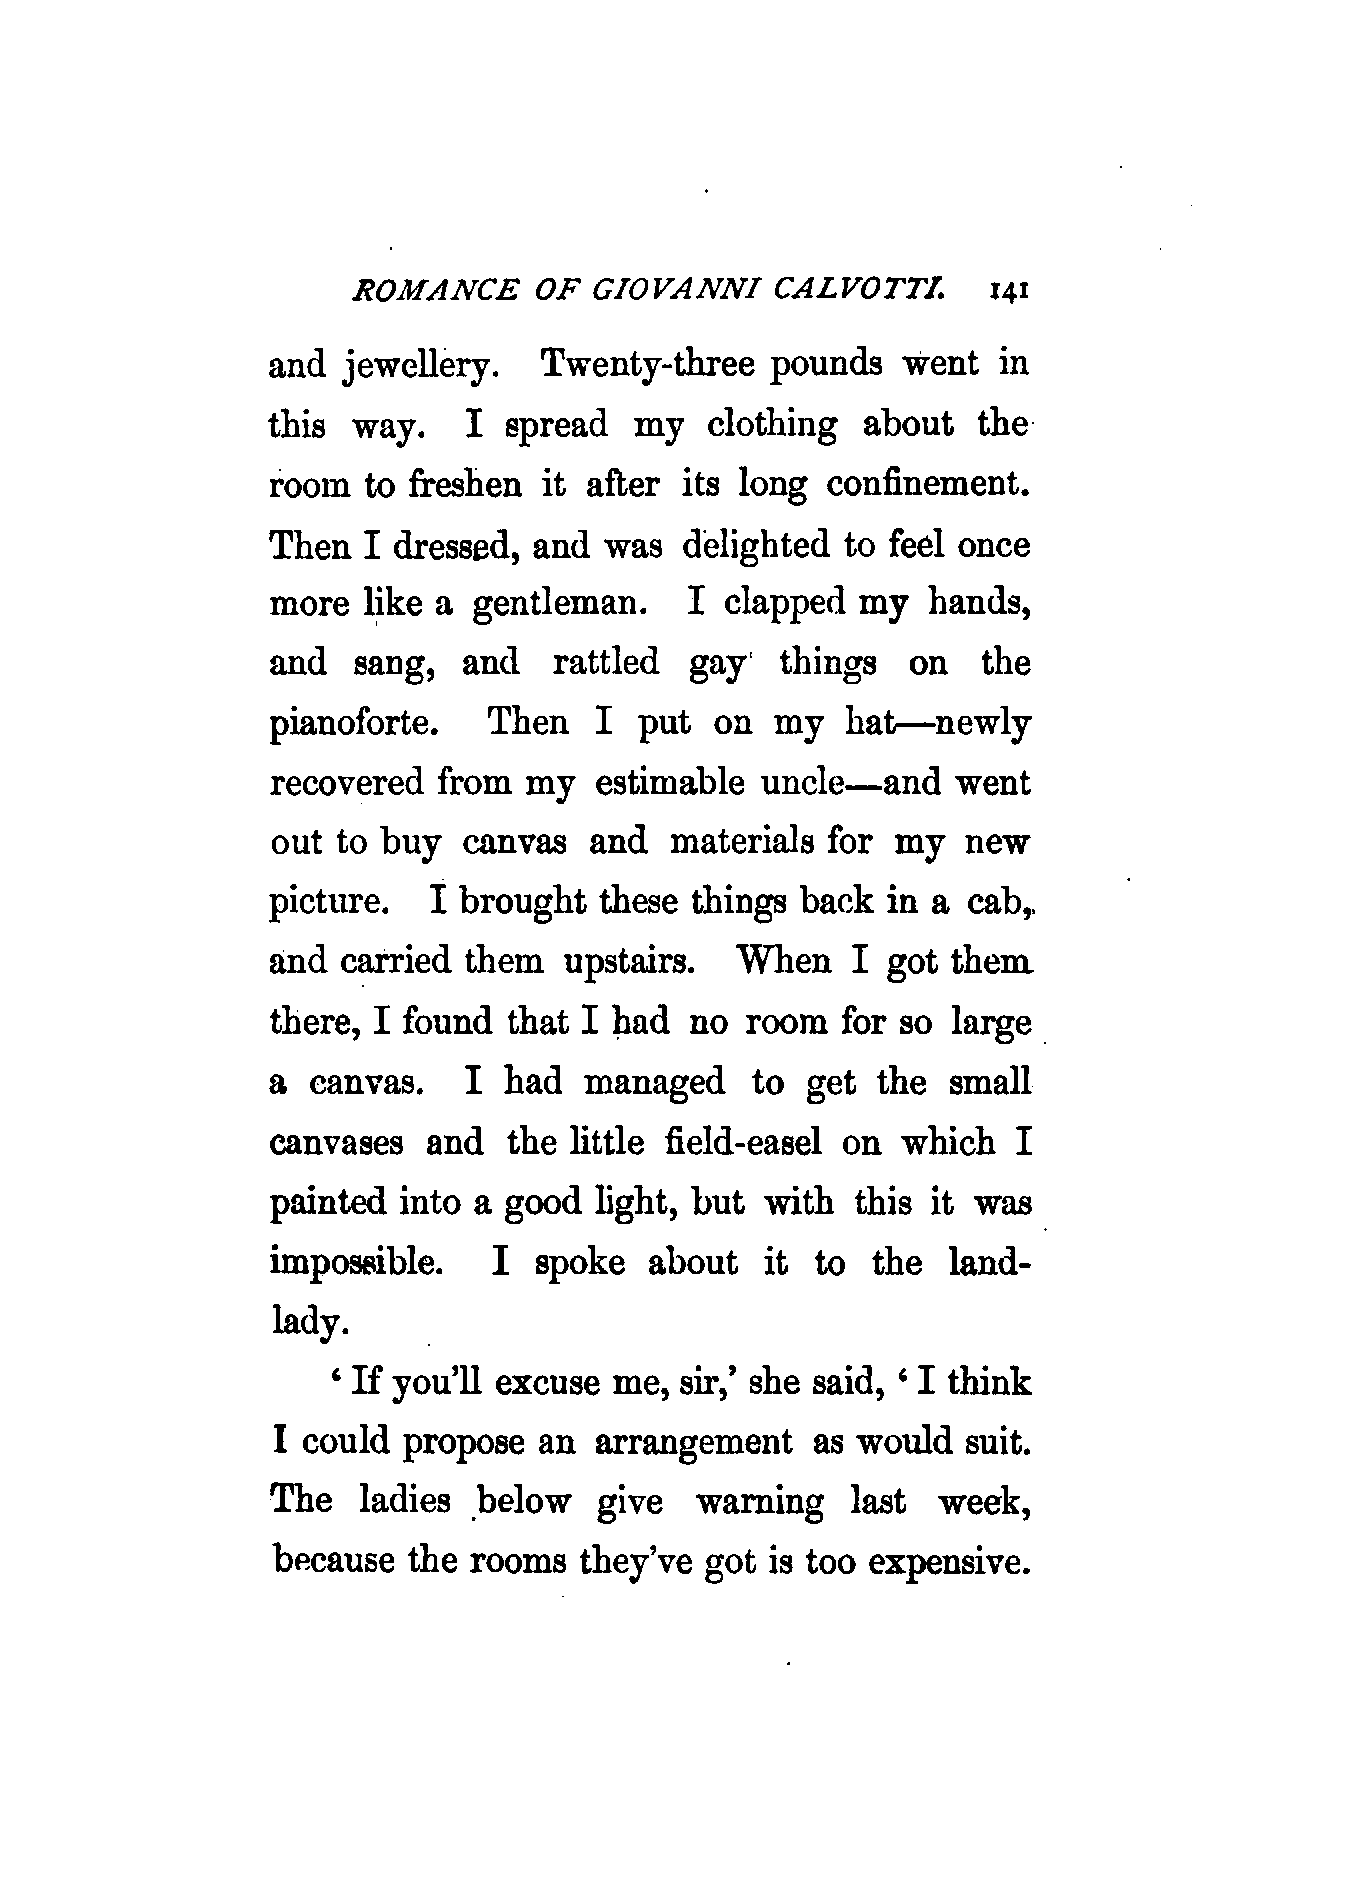 ROMANCE OF GIOVANNI CALVOTTI. 141
and jewellery. Twenty-three pounds went in
this way. I spread my clothing about the
room to freshen it after its long confinement.
Then I dressed, and was delighted to feel once
more like a gentleman. I clapped my hands,
and sang, and rattled gay things on the
pianoforte. Then I put on my hat—newly
recovered from my estimable uncle—and went
out to buy canvas and materials for my new
picture. I brought these things back in a cab,
and carried them upstairs. When I got them
there, I found that I had no room for so large
a canvas. I had managed to get the small
canvases and the little field-easel on which I
painted into a good light, but with this it was
impossible. I spoke about it to the land-
lady.
‘ If you’ll excuse me, sir,’ she said, ‘ I think
I could propose an arrangement as would suit.
The ladies below give warning last week,
because the rooms they’ve got is too expensive.